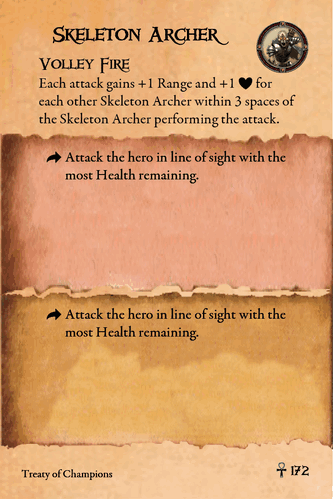 Skeleton Archer
Volley Fire
Each attack gains +1 Range and +1 ♥ for
each other Skeleton Archer within 3 spaces of
the Skeleton Archer performing the attack.
Attack the hero in line of sight with the
most Health remaining.
Attack the hero in line of sight with the
most Health remaining.
Treaty of Champions
172